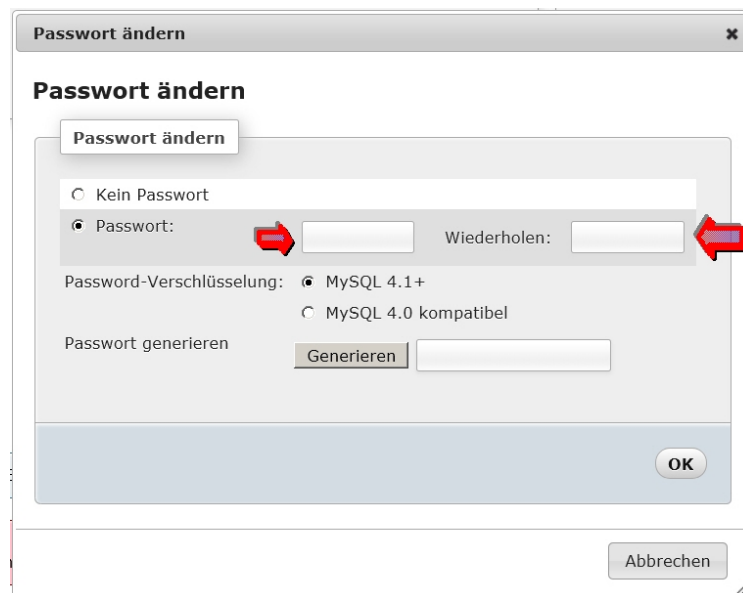 Passwort ändern
Passwort ändern
Passwort ändern
Kein Passwort
Passwort: Wiederholen:
Password-Verschlüsselung: MySQL 4.1+
MySQL 4.0 kompatibel
Passwort generieren Generieren
OK
Abbrechen